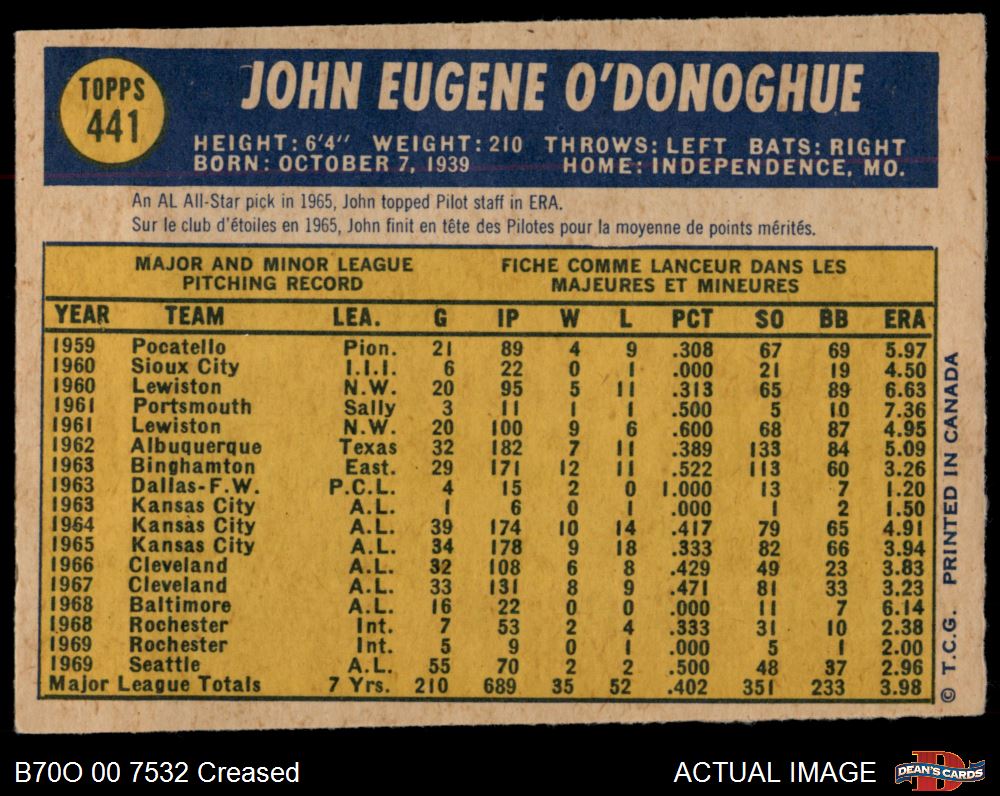 TOPPS
441
JOHN EUGENE O'DONOGHUE
HEIGHT: 6'4" WEIGHT: 210 THROWS: LEFT BATS: RIGHT
BORN: OCTOBER 7, 1939 HOME: INDEPENDENCE, MO.
An AL All-Star pick in 1965, John topped Pilot staff in ERA.
Sur le club d'étoiles en 1965, John finit en tête des Pilotes pour la moyenne de points mérités.
MAJOR AND MINOR LEAGUE FICHE COMME LANCEUR DANS LES
PITCHING RECORD MAJEURES ET MINEURES
YEAR TEAM LEA. G IP W L PCT SO BB ERA
1959 Pocatello Pion. 21 89 4 9 .308 67 69 5.97
1960 Sioux City I.I.I. 6 22 0 1 .000 21 19 4.50
1960 Lewiston N.W. 20 95 5 11 .313 65 89 6.63
1961 Portsmouth Sally 3 11 1 1 .500 5 10 7.36
1961 Lewiston N.W. 20 100 9 6 .600 68 87 4.95
1962 Albuquerque Texas 32 182 7 11 .389 133 84 5.09
1963 Binghamton East. 29 171 12 11 .522 113 60 3.26
1963 Dallas-F.W. P.C.L. 4 15 2 0 1.000 13 7 1.20
1963 Kansas City A.L. 1 6 0 1 .000 1 2 1.50
1964 Kansas City A.L. 39 174 10 14 .417 79 65 4.91
1965 Kansas City A.L. 34 178 9 18 .333 82 66 3.94
1966 Cleveland A.L. 32 108 6 8 .429 49 23 3.83
1967 Cleveland A.L. 33 131 8 9 .471 81 33 3.23
1968 Baltimore A.L. 16 22 0 0 .000 11 7 6.14
1968 Rochester Int. 7 53 2 4 .333 31 10 2.38
1969 Rochester Int. 5 9 0 1 .000 5 1 2.00
1969 Seattle A.L. 55 70 2 2 .500 48 37 2.96
Major League Totals 7 Yrs. 210 689 35 52 .402 351 233 3.98
© T.C.G. PRINTED IN CANADA
B70O 00 7532 Creased
ACTUAL IMAGE
DEAN'S CARDS